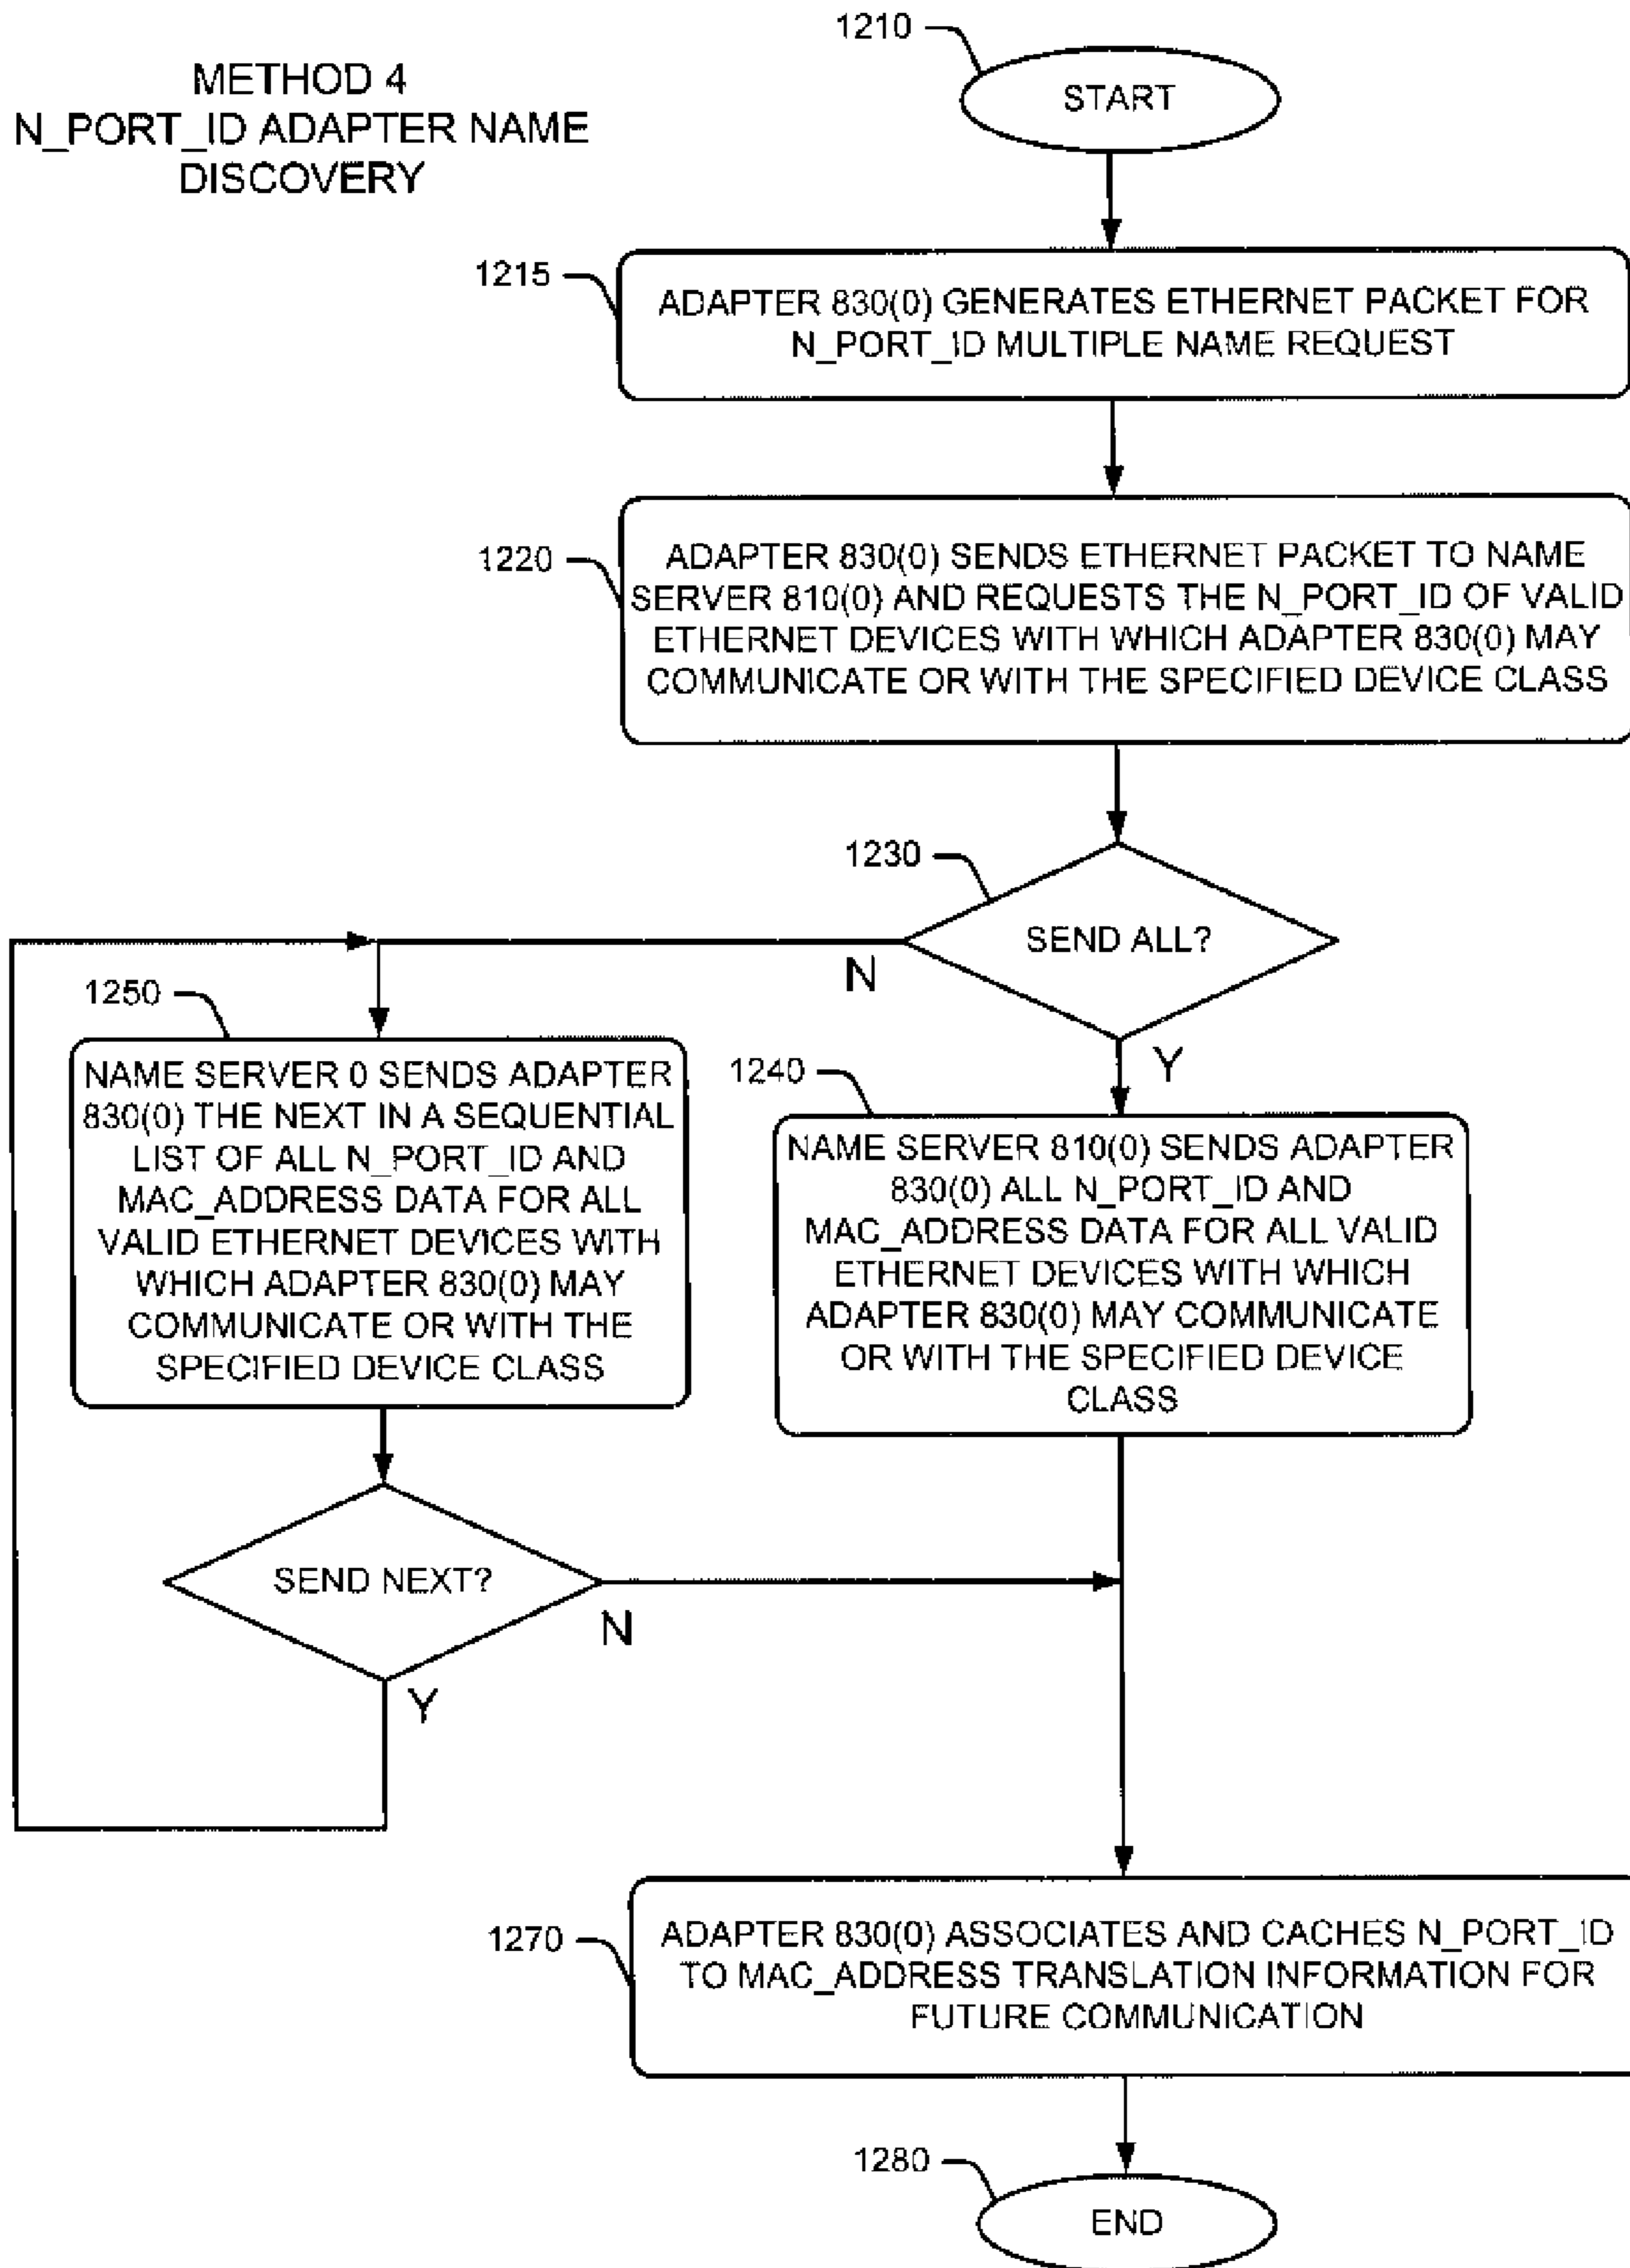 METHOD 4
N_PORT_ID ADAPTER NAME
DISCOVERY
1210
START
1215
ADAPTER 830(0) GENERATES ETHERNET PACKET FOR
N_PORT_ID MULTIPLE NAME REQUEST
1220
ADAPTER 830(0) SENDS ETHERNET PACKET TO NAME
SERVER 810(0) AND REQUESTS THE N_PORT_ID OF VALID
ETHERNET DEVICES WITH WHICH ADAPTER 830(0) MAY
COMMUNICATE OR WITH THE SPECIFIED DEVICE CLASS
1230
SEND ALL?
N
Y
1250
NAME SERVER 0 SENDS ADAPTER
830(0) THE NEXT IN A SEQUENTIAL
LIST OF ALL N_PORT_ID AND
MAC_ADDRESS DATA FOR ALL
VALID ETHERNET DEVICES WITH
WHICH ADAPTER 830(0) MAY
COMMUNICATE OR WITH THE
SPECIFIED DEVICE CLASS
1240
NAME SERVER 810(0) SENDS ADAPTER
830(0) ALL N_PORT_ID AND
MAC_ADDRESS DATA FOR ALL VALID
ETHERNET DEVICES WITH WHICH
ADAPTER 830(0) MAY COMMUNICATE
OR WITH THE SPECIFIED DEVICE
CLASS
SEND NEXT?
N
Y
1270
ADAPTER 830(0) ASSOCIATES AND CACHES N_PORT_ID
TO MAC_ADDRESS TRANSLATION INFORMATION FOR
FUTURE COMMUNICATION
1280
END